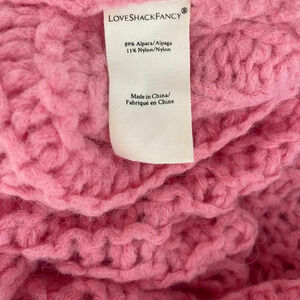 LOVESHACKFANCY®
89% Alpaca/Alpaga
11% Nylon/Nylon
Made in China/
Fabriqué en Chine